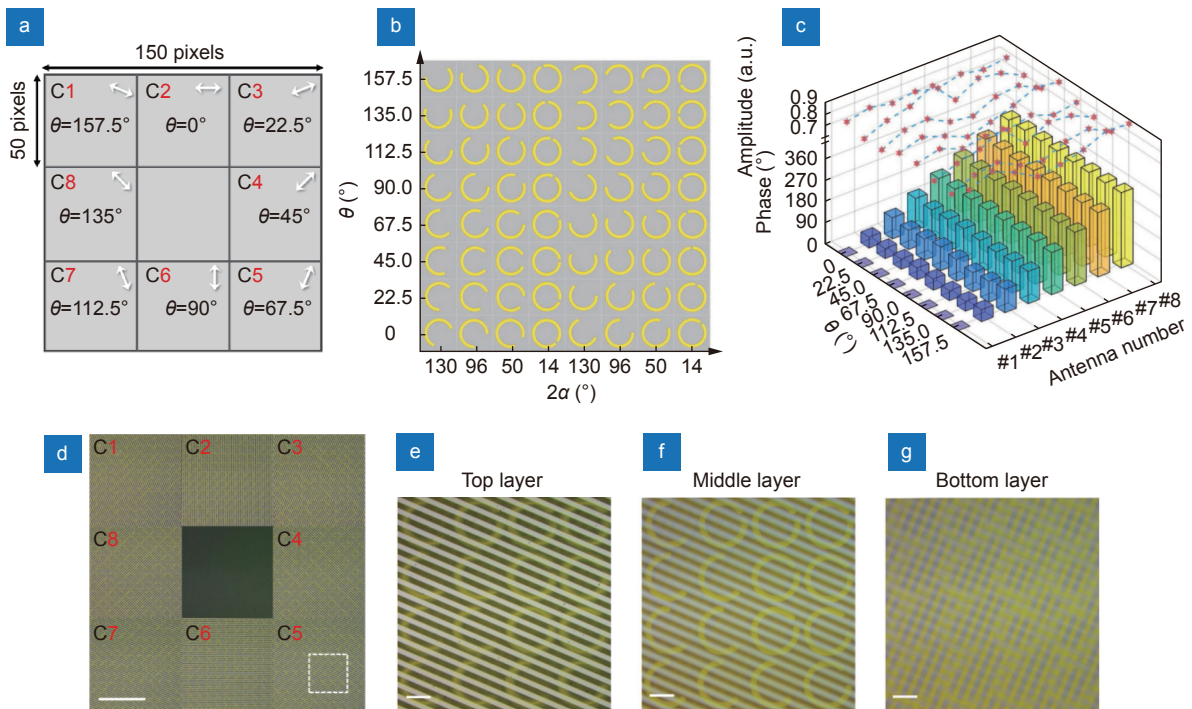 a
150 pixels
50 pixels
C1
θ=157.5°
C2
θ=0°
C3
θ=22.5°
C8
θ=135°
C4
θ=45°
C7
θ=112.5°
C6
θ=90°
C5
θ=67.5°
b
θ (°)
157.5
135.0
112.5
90.0
67.5
45.0
22.5
0
130 96 50 14 130 96 50 14
2α (°)
c
Amplitude (a.u.)
0.9
0.8
0.7
Phase (°)
360
270
180
90
0
0
22.5
45.0
67.5
90.0
112.5
135.0
157.5
θ (°)
#1 #2 #3 #4 #5 #6 #7 #8
Antenna number
d
C1 C2 C3
C8 C4
C7 C6 C5
e
Top layer
f
Middle layer
g
Bottom layer